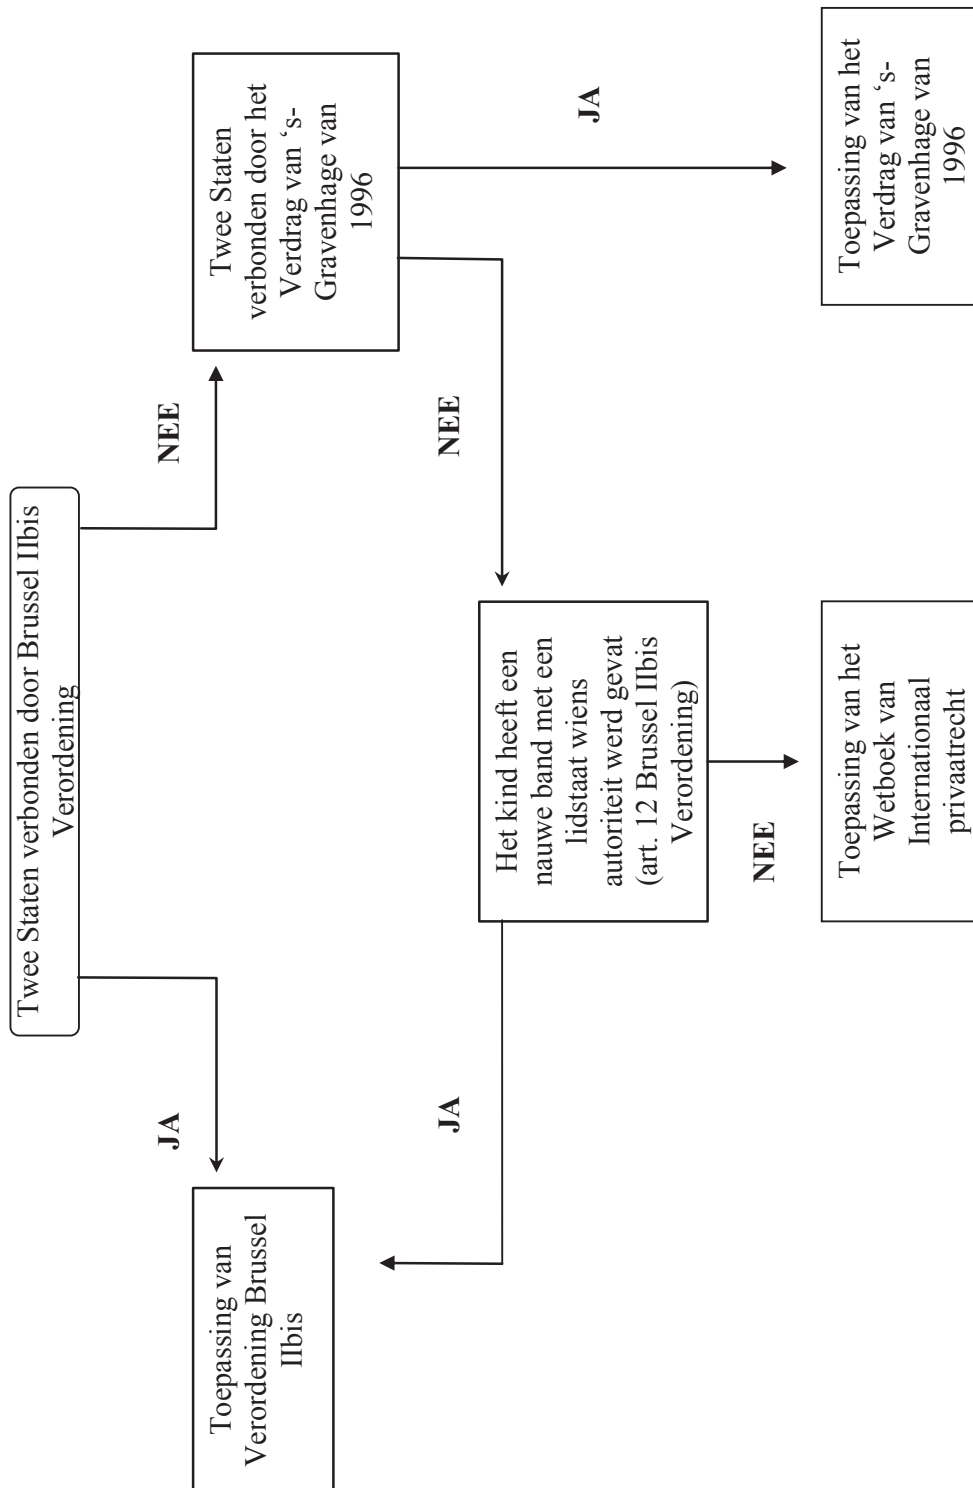 Twee Staten verbonden door Brussel IIbis
Verordening
JA
NEE
Toepassing van
Verordening Brussel
IIbis
Twee Staten
verbonden door het
Verdrag van ‘s-
Gravenhage van
1996
JA
NEE
JA
Het kind heeft een
nauwe band met een
lidstaat wiens
autoriteit werd gevat
(art. 12 Brussel IIbis
Verordening)
NEE
Toepassing van het
Wetboek van
Internationaal
privaatrecht
Toepassing van het
Verdrag van ‘s-
Gravenhage van
1996